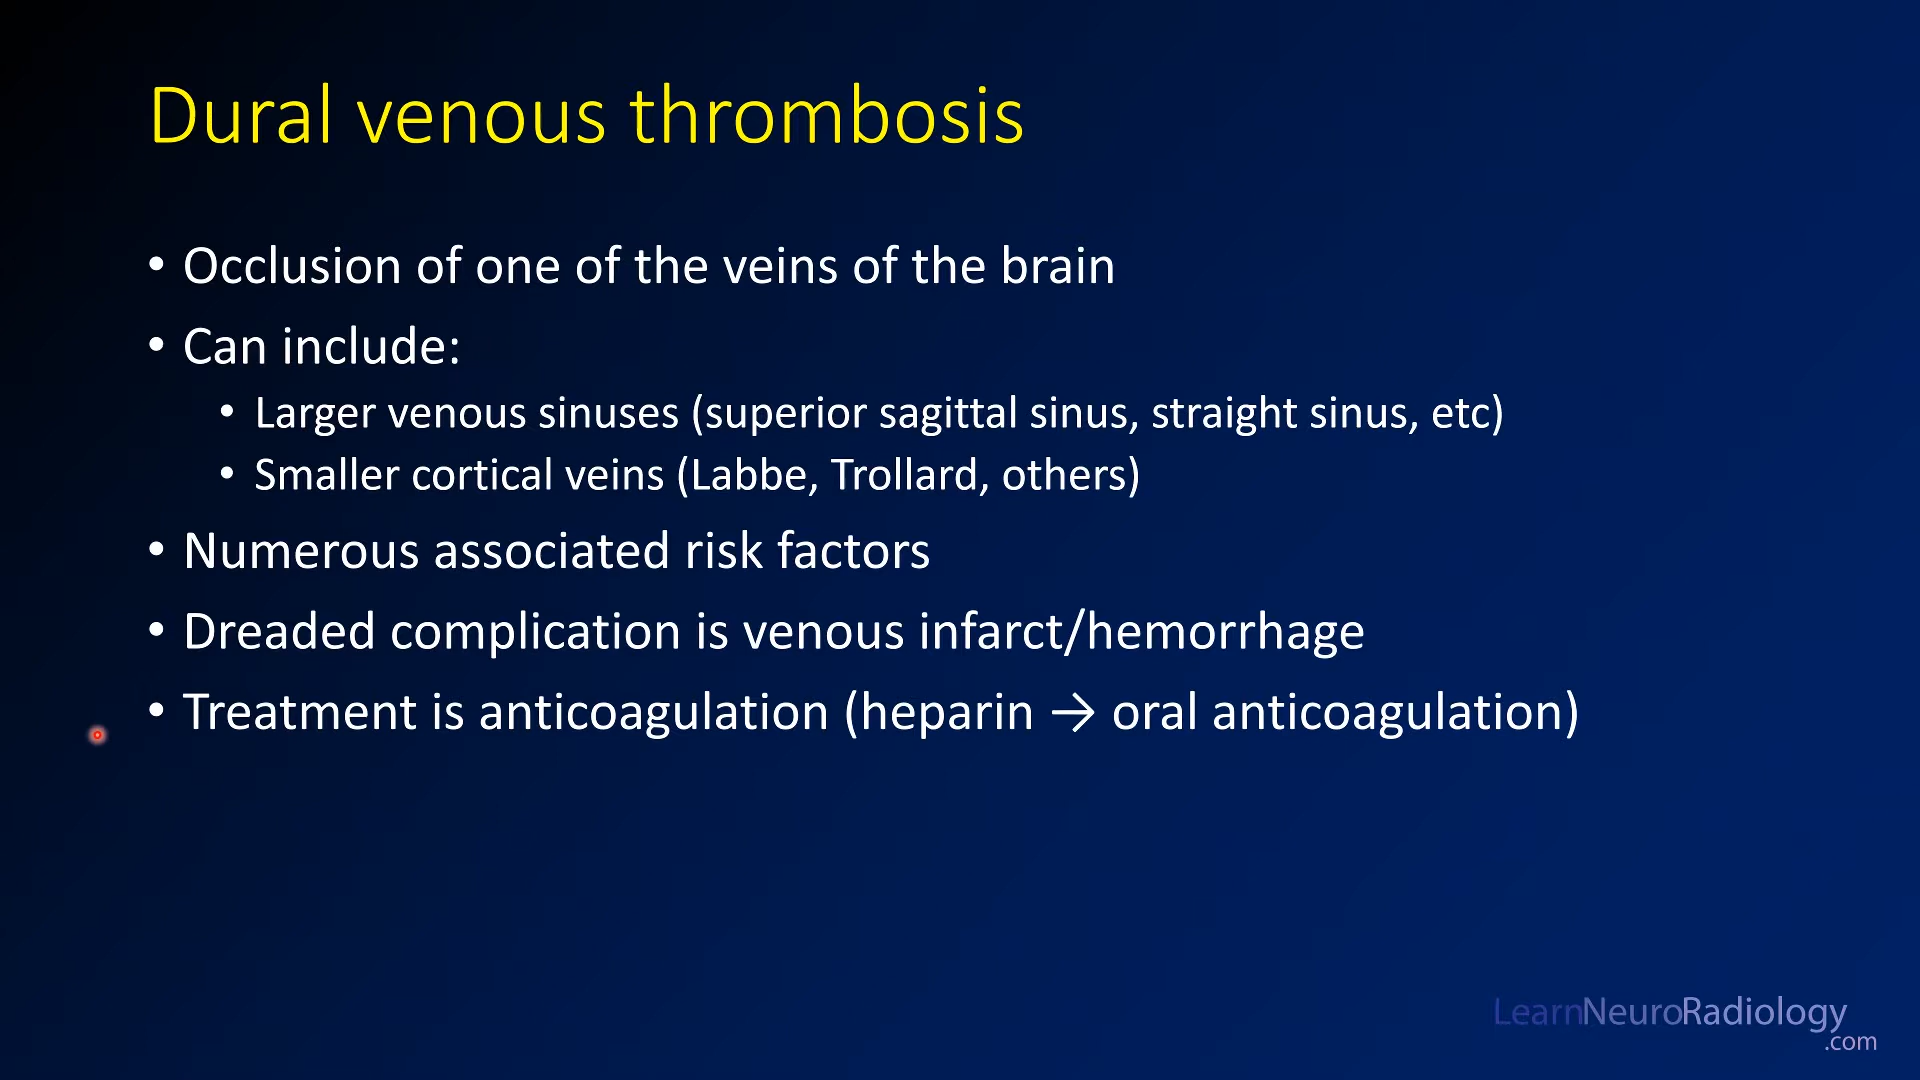 Dural venous thrombosis
• Occlusion of one of the veins of the brain
• Can include:
• Larger venous sinuses (superior sagittal sinus, straight sinus, etc)
• Smaller cortical veins (Labbe, Trollard, others)
• Numerous associated risk factors
• Dreaded complication is venous infarct/hemorrhage
• Treatment is anticoagulation (heparin → oral anticoagulation)
LearnNeuroRadiology
.com